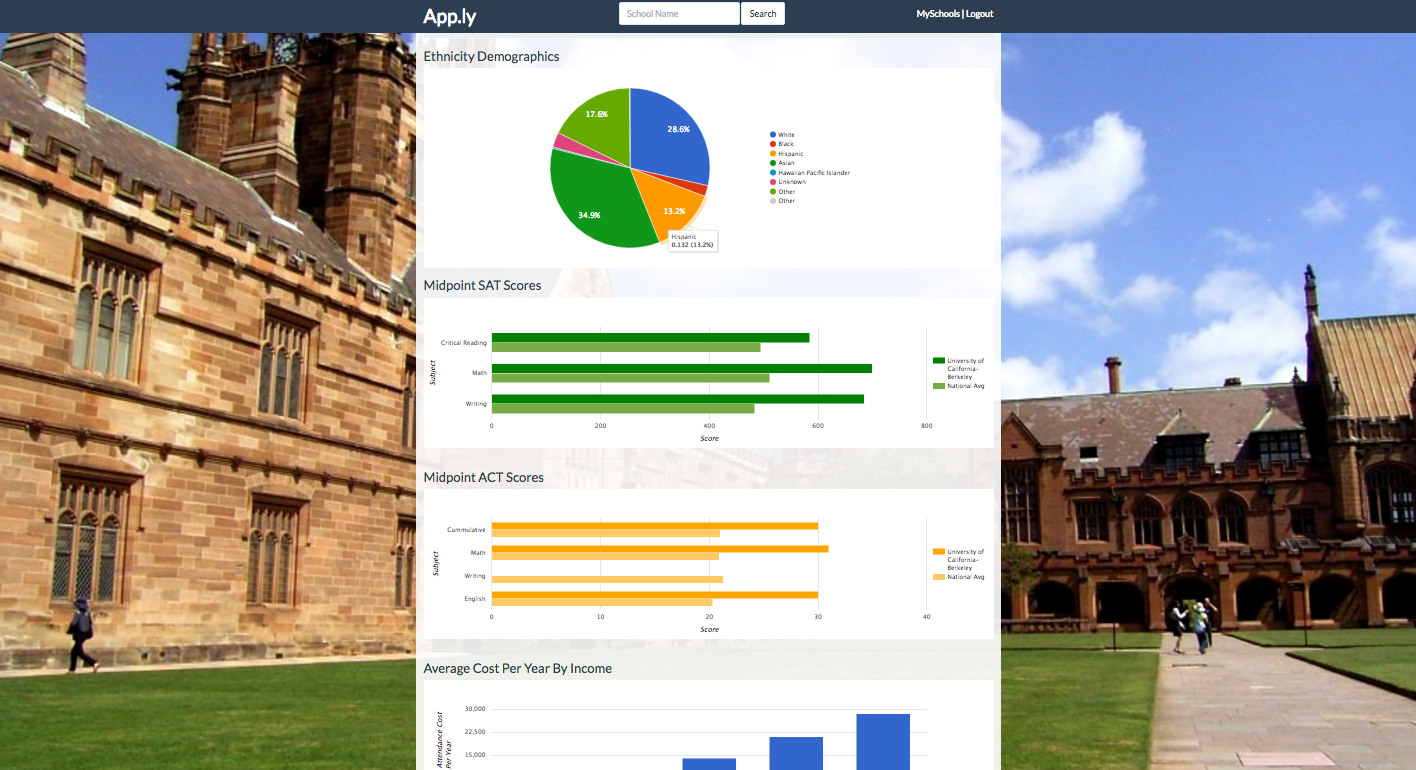 App.ly
School Name
Search
MySchools | Logout
Ethnicity Demographics
17.6%
28.6%
34.9%
13.2%
Hispanic
0.132 (13.2%)
White
Black
Hispanic
Asian
Hawaiian Pacific Islander
Unknown
Other
Other
Midpoint SAT Scores
Subject
Critical Reading
Math
Writing
0
200
400
600
800
Score
University of
California-
Berkeley
National Avg
Midpoint ACT Scores
Subject
Cummulative
Math
Writing
English
0
10
20
30
40
Score
University of
California-
Berkeley
National Avg
Average Cost Per Year By Income
Attendance Cost
Per Year
30,000
22,500
15,000